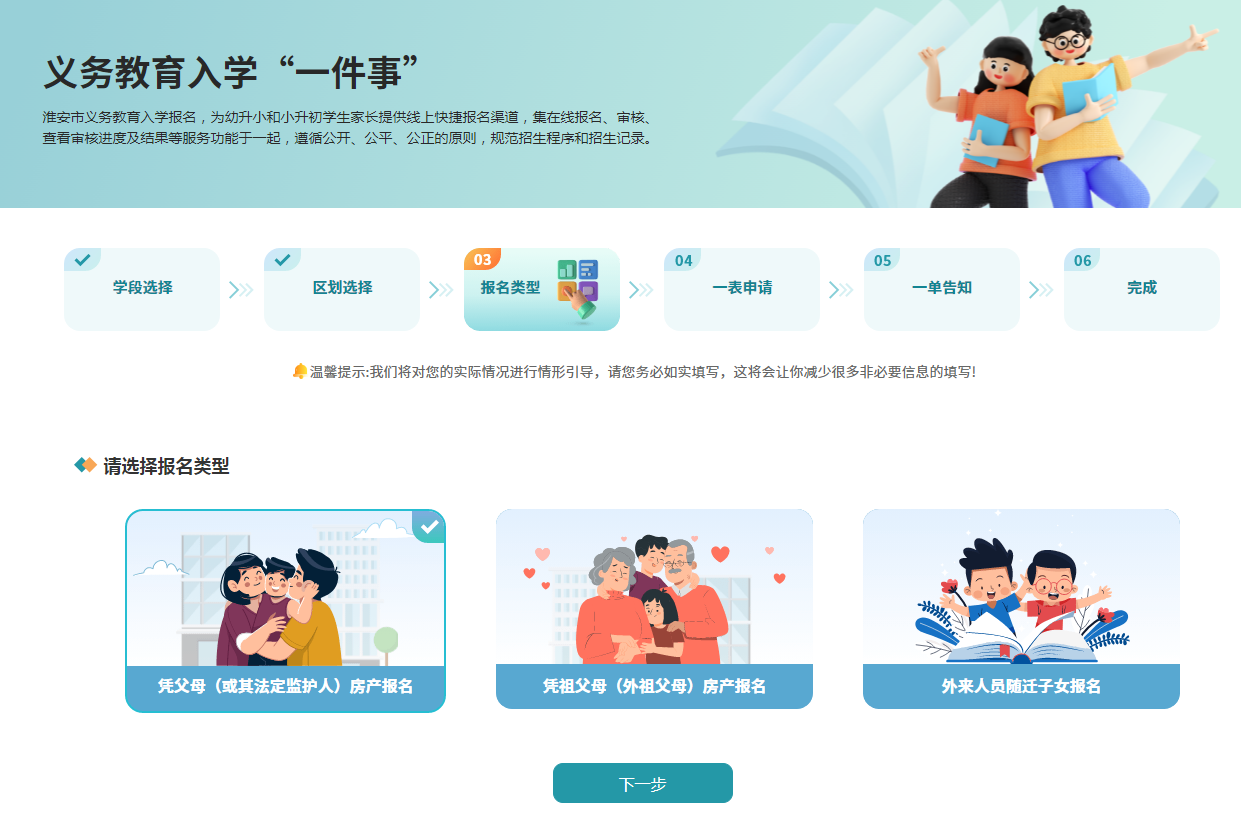 义务教育入学“一件事”
淮安市义务教育入学报名，为幼升小和小升初学生家长提供线上快捷报名渠道，集在线报名、审核、
查看审核进度及结果等服务功能于一起，遵循公开、公平、公正的原则，规范招生程序和招生记录。
学段选择
区划选择
03
报名类型
04
一表申请
05
一单告知
06
完成
温馨提示:我们将对您的实际情况进行情形引导，请您务必如实填写，这将会让你减少很多非必要信息的填写!
请选择报名类型
凭父母（或其法定监护人）房产报名
凭祖父母（外祖父母）房产报名
外来人员随迁子女报名
下一步